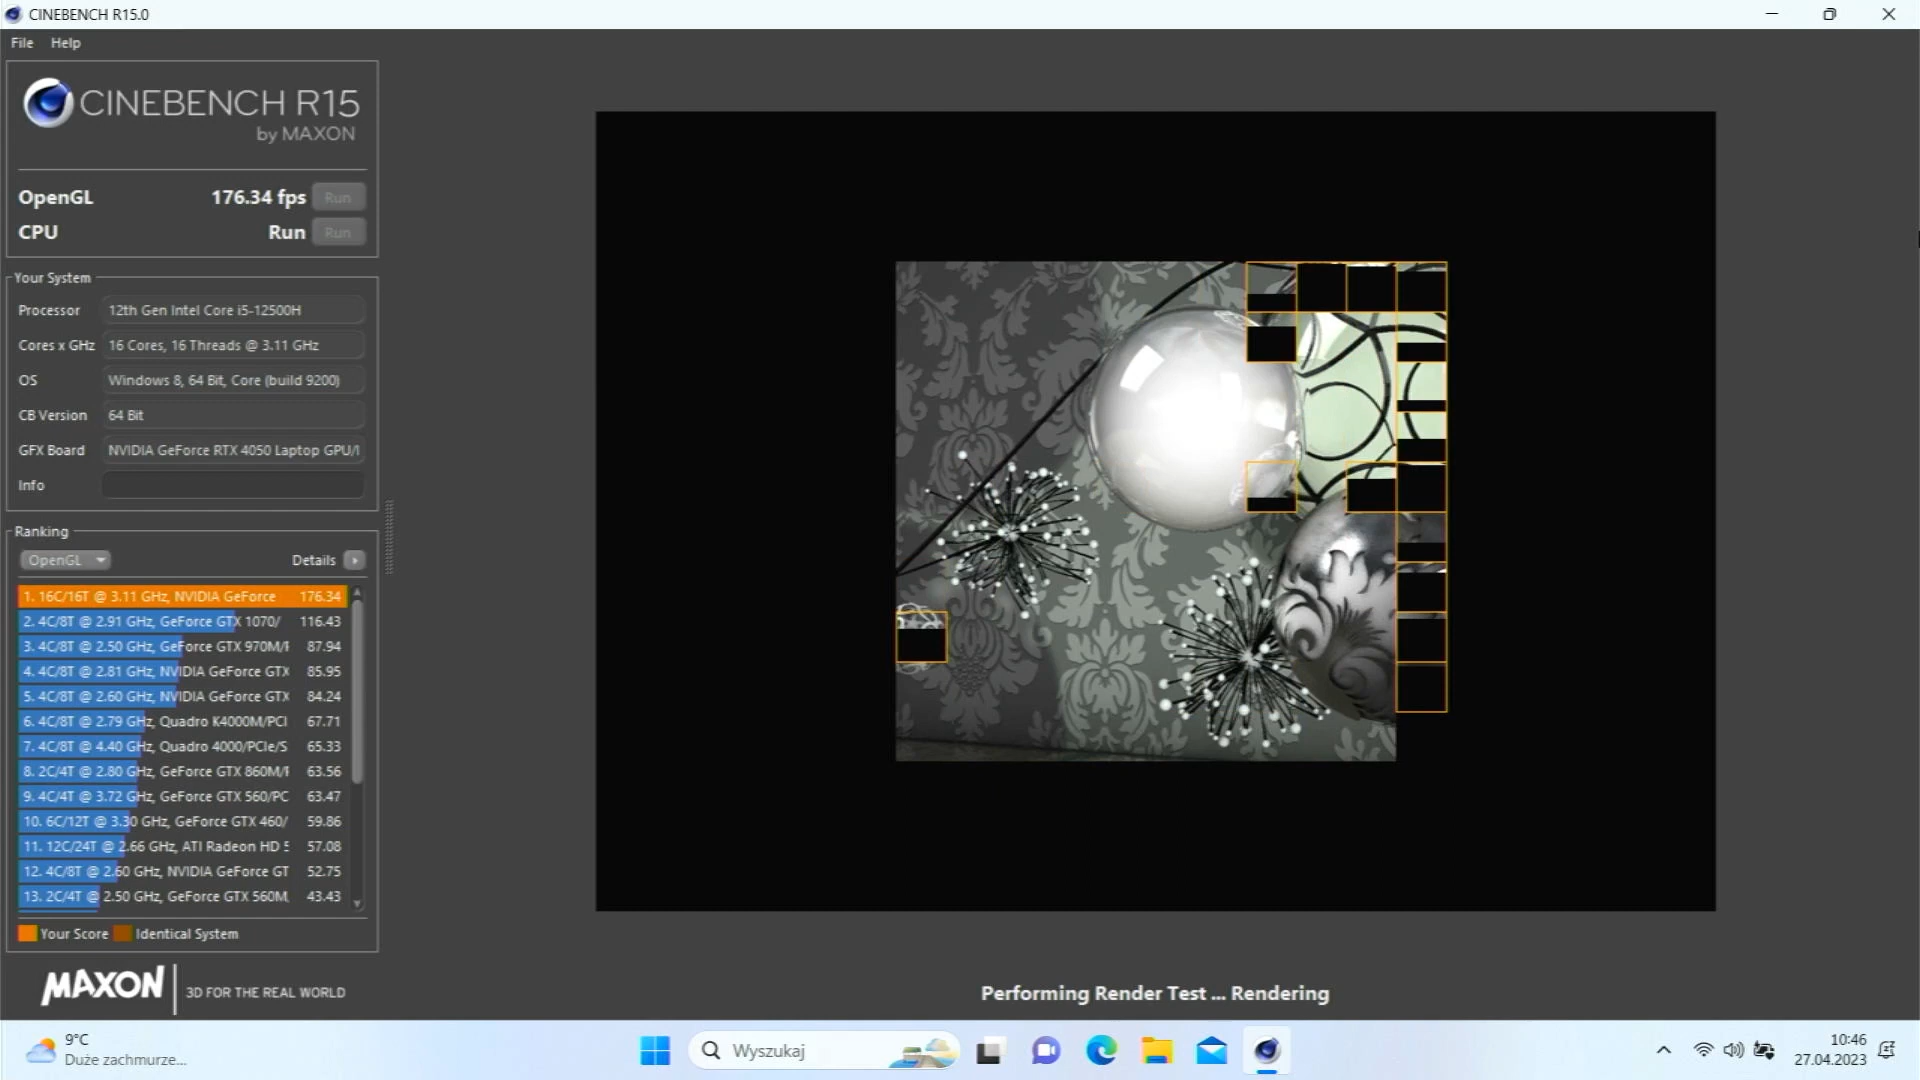 CINEBENCH R15.0
File Help
CINEBENCH R15
by MAXON
OpenGL 176.34 fps Run
CPU Run Run
Your System
Processor 12th Gen Intel Core i5-12500H
Cores x GHz 16 Cores, 16 Threads @ 3.11 GHz
OS Windows 8, 64 Bit, Core (build 9200)
CB Version 64 Bit
GFX Board NVIDIA GeForce RTX 4050 Laptop GPU/
Info
Ranking
OpenGL Details
1. 16C/16T @ 3.11 GHz, NVIDIA GeForce 176.34
2. 4C/8T @ 2.91 GHz, GeForce GTX 1070/ 116.43
3. 4C/8T @ 2.50 GHz, GeForce GTX 970M/ 87.94
4. 4C/8T @ 2.81 GHz, NVIDIA GeForce GTX 85.95
5. 4C/8T @ 2.60 GHz, NVIDIA GeForce GTX 84.24
6. 4C/8T @ 2.79 GHz, Quadro K4000M/PCI 67.71
7. 4C/8T @ 4.40 GHz, Quadro 4000/PCIe/S 65.33
8. 2C/4T @ 2.80 GHz, GeForce GTX 860M/ 63.56
9. 4C/4T @ 3.72 GHz, GeForce GTX 560/PC 63.47
10. 6C/12T @ 3.30 GHz, GeForce GTX 460/ 59.86
11. 12C/24T @ 2.66 GHz, ATI Radeon HD 57.08
12. 4C/8T @ 2.60 GHz, NVIDIA GeForce GT 52.75
13. 2C/4T @ 2.50 GHz, GeForce GTX 560M, 43.43
Your Score Identical System
MAXON 3D FOR THE REAL WORLD
Performing Render Test ... Rendering
9°C
Duże zachmurze...
Wyszukaj
10:46
27.04.2023